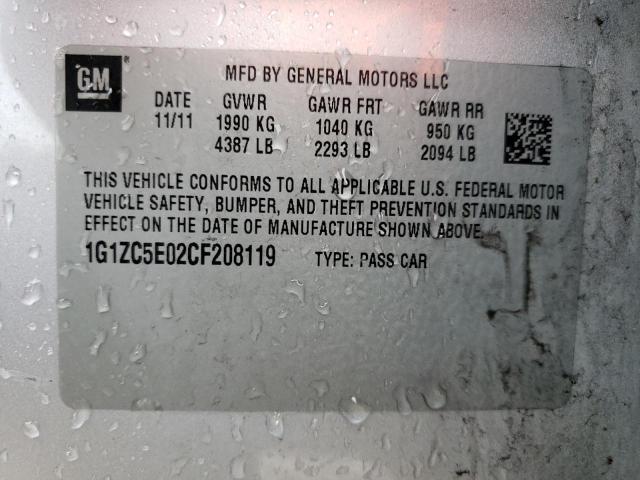 GM ®
MFD BY GENERAL MOTORS LLC
DATE GVWR GAWR FRT GAWR RR
11/11 1990 KG 1040 KG 950 KG
4387 LB 2293 LB 2094 LB
THIS VEHICLE CONFORMS TO ALL APPLICABLE U.S. FEDERAL MOTOR
VEHICLE SAFETY, BUMPER, AND THEFT PREVENTION STANDARDS IN
EFFECT ON THE DATE OF MANUFACTURE SHOWN ABOVE.
1G1ZC5E02CF208119 TYPE: PASS CAR